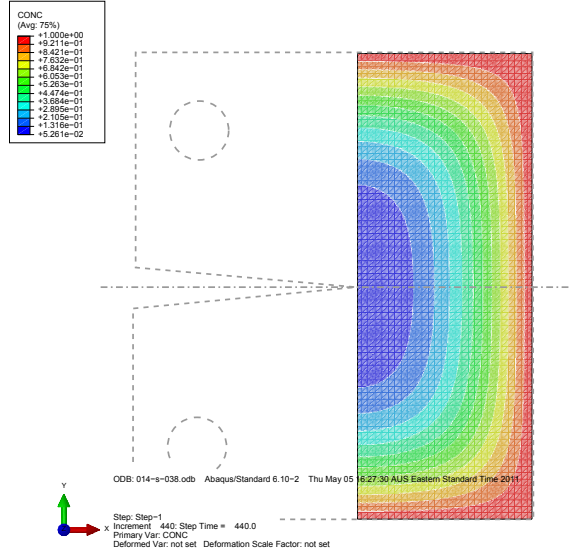 CONC
(Avg: 75%)
+1.000e+00
+9.211e-01
+8.421e-01
+7.632e-01
+6.842e-01
+6.053e-01
+5.263e-01
+4.474e-01
+3.684e-01
+2.895e-01
+2.105e-01
+1.316e-01
+5.261e-02
ODB: 014-s-038.odb Abaqus/Standard 6.10-2 Thu May 05 16:27:30 AUS Eastern Standard Time 2011
Y
X
Z
Step: Step-1
Increment 440: Step Time = 440.0
Primary Var: CONC
Deformed Var: not set Deformation Scale Factor: not set